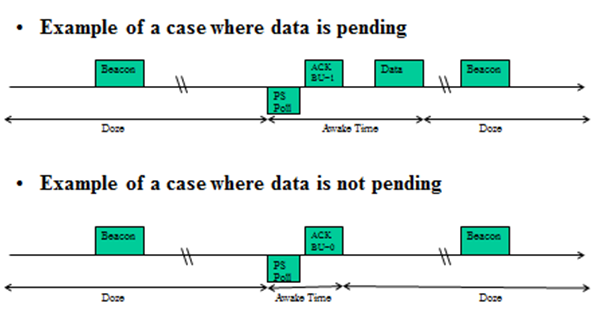 • Example of a case where data is pending
Beacon
ACK
BU-1
Data
Beacon
PS
Poll
Doze
Awake Time
Doze
• Example of a case where data is not pending
Beacon
ACK
BU-0
Beacon
PS
Poll
Doze
Awake Time
Doze